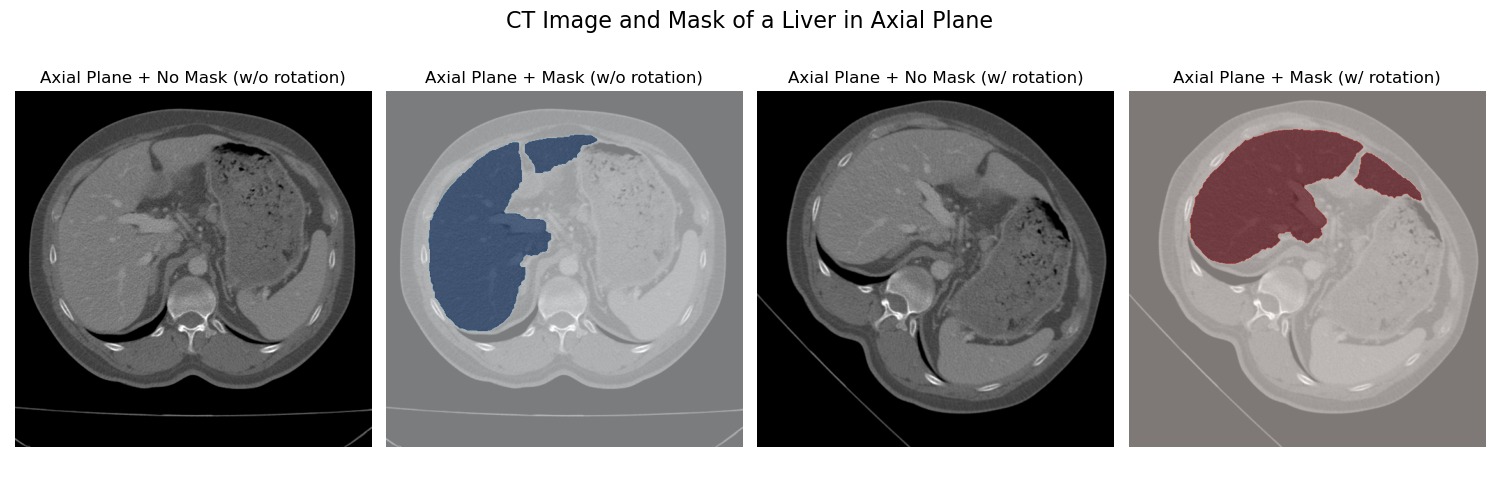 CT Image and Mask of a Liver in Axial Plane
Axial Plane + No Mask (w/o rotation)
Axial Plane + Mask (w/o rotation)
Axial Plane + No Mask (w/ rotation)
Axial Plane + Mask (w/ rotation)